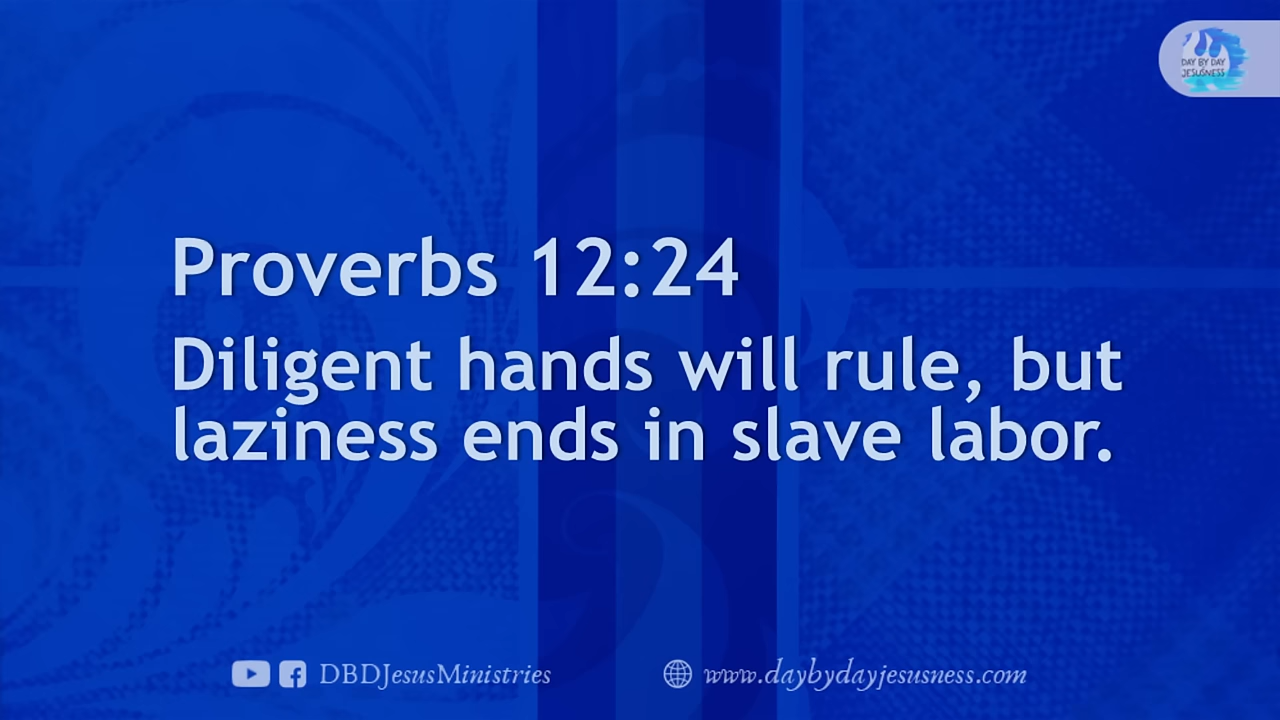 DAY BY DAY
JESUSNESS
Proverbs 12:24
Diligent hands will rule, but
laziness ends in slave labor.
DBDJesusMinistries
www.daybydayjesusness.com